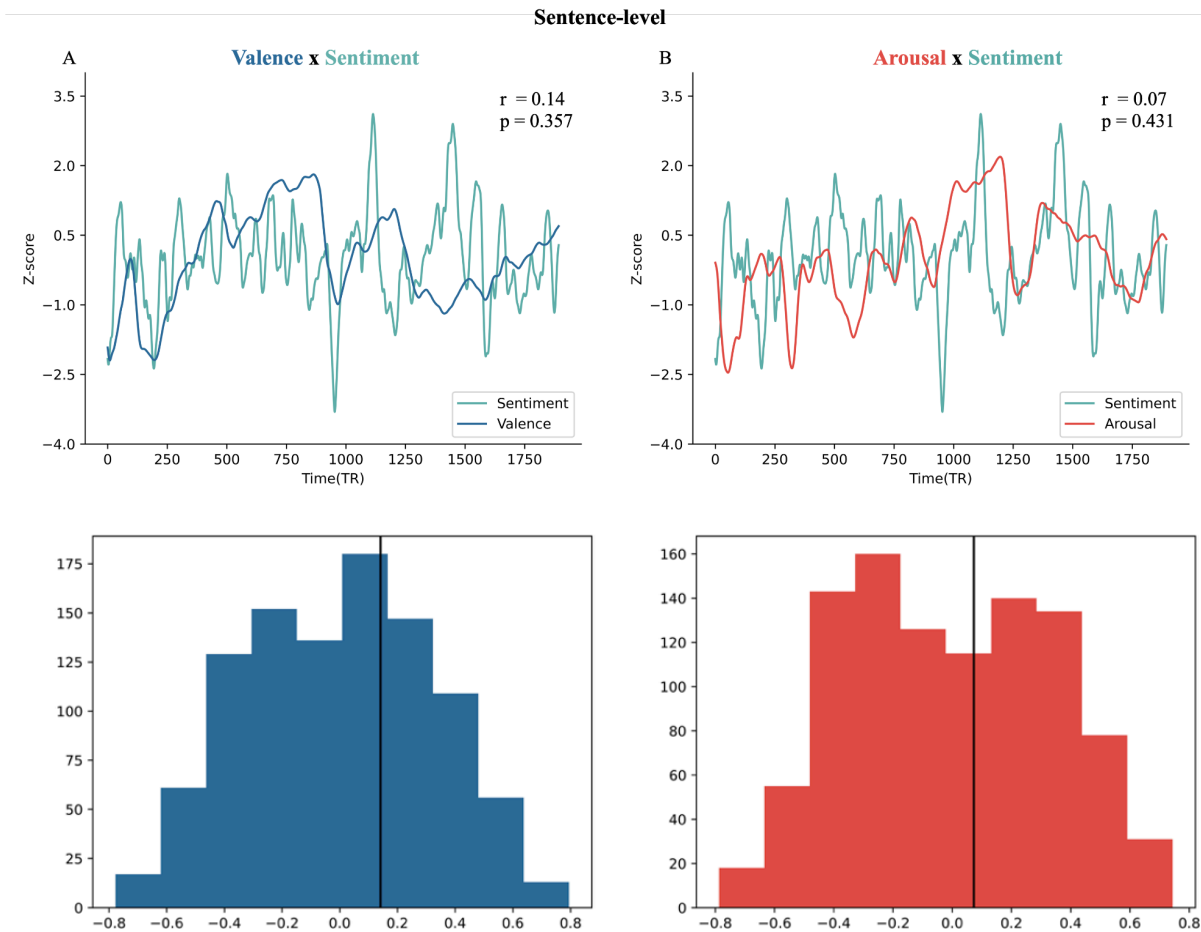 Sentence-level
A
Valence x Sentiment
3.5
2.0
0.5
−1.0
−2.5
−4.0
Z-score
r = 0.14
p = 0.357
Sentiment
Valence
0 250 500 750 1000 1250 1500 1750
Time(TR)
B
Arousal x Sentiment
3.5
2.0
0.5
−1.0
−2.5
−4.0
Z-score
r = 0.07
p = 0.431
Sentiment
Arousal
0 250 500 750 1000 1250 1500 1750
Time(TR)
175
150
125
100
75
50
25
0
−0.8 −0.6 −0.4 −0.2 0.0 0.2 0.4 0.6 0.8
160
140
120
100
80
60
40
20
0
−0.8 −0.6 −0.4 −0.2 0.0 0.2 0.4 0.6 0.8